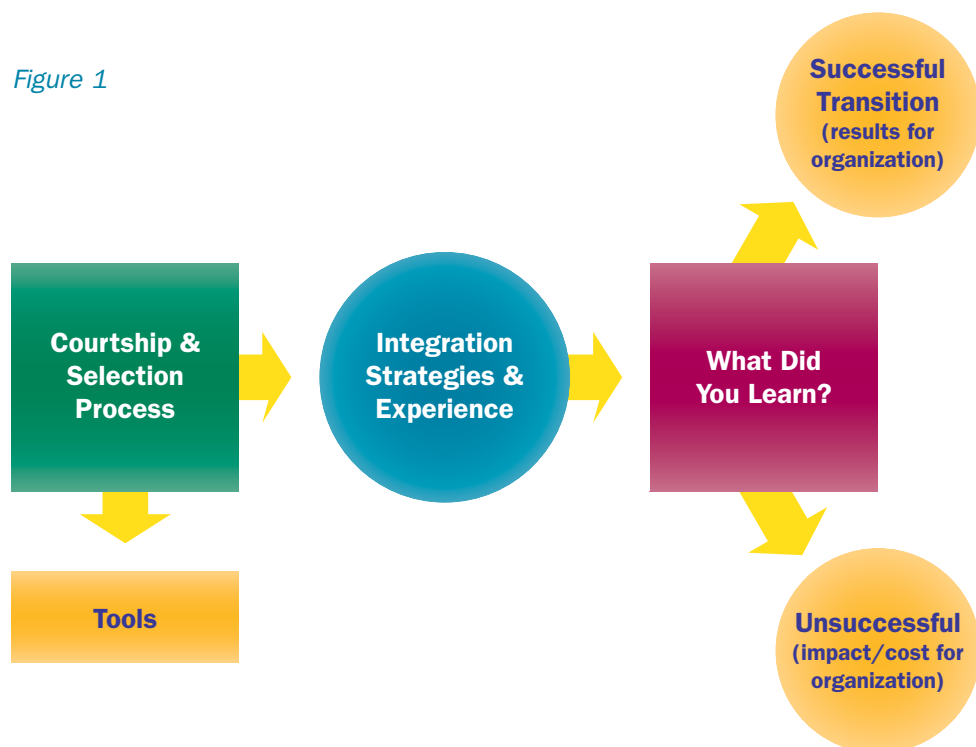 Figure 1
Successful
Transition
(results for
organization)
Courtship &
Selection
Process
Integration
Strategies &
Experience
What Did
You Learn?
Tools
Unsuccessful
(impact/cost for
organization)